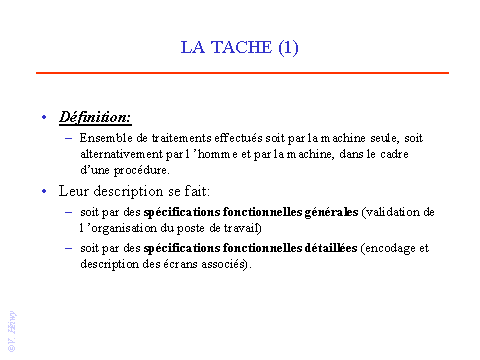 LA TACHE (1)
• Définition:
– Ensemble de traitements effectués soit par la machine seule, soit
alternativement par l ’homme et par la machine, dans le cadre
d’une procédure.
• Leur description se fait:
– soit par des spécifications fonctionnelles générales (validation de
l ’organisation du poste de travail)
– soit par des spécifications fonctionnelles détaillées (encodage et
description des écrans associés).
©V. Heiwy